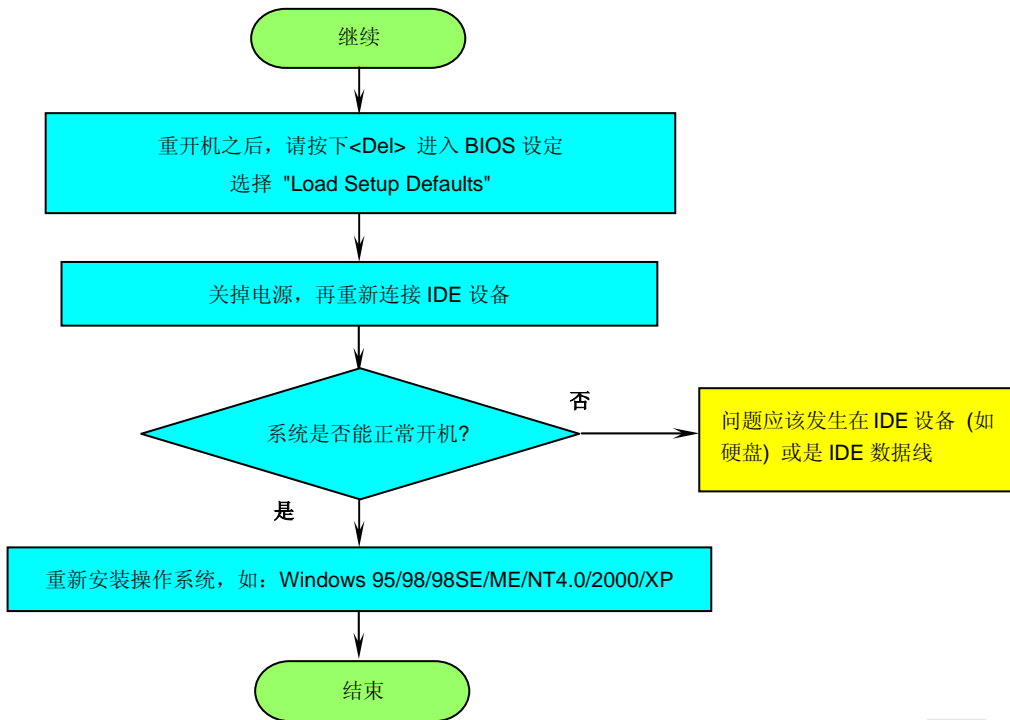 继续
重开机之后，请按下<Del> 进入 BIOS 设定
选择 "Load Setup Defaults"
关掉电源，再重新连接 IDE 设备
系统是否能正常开机?
否
问题应该发生在 IDE 设备 (如
硬盘) 或是 IDE 数据线
是
重新安装操作系统，如：Windows 95/98/98SE/ME/NT4.0/2000/XP
结束